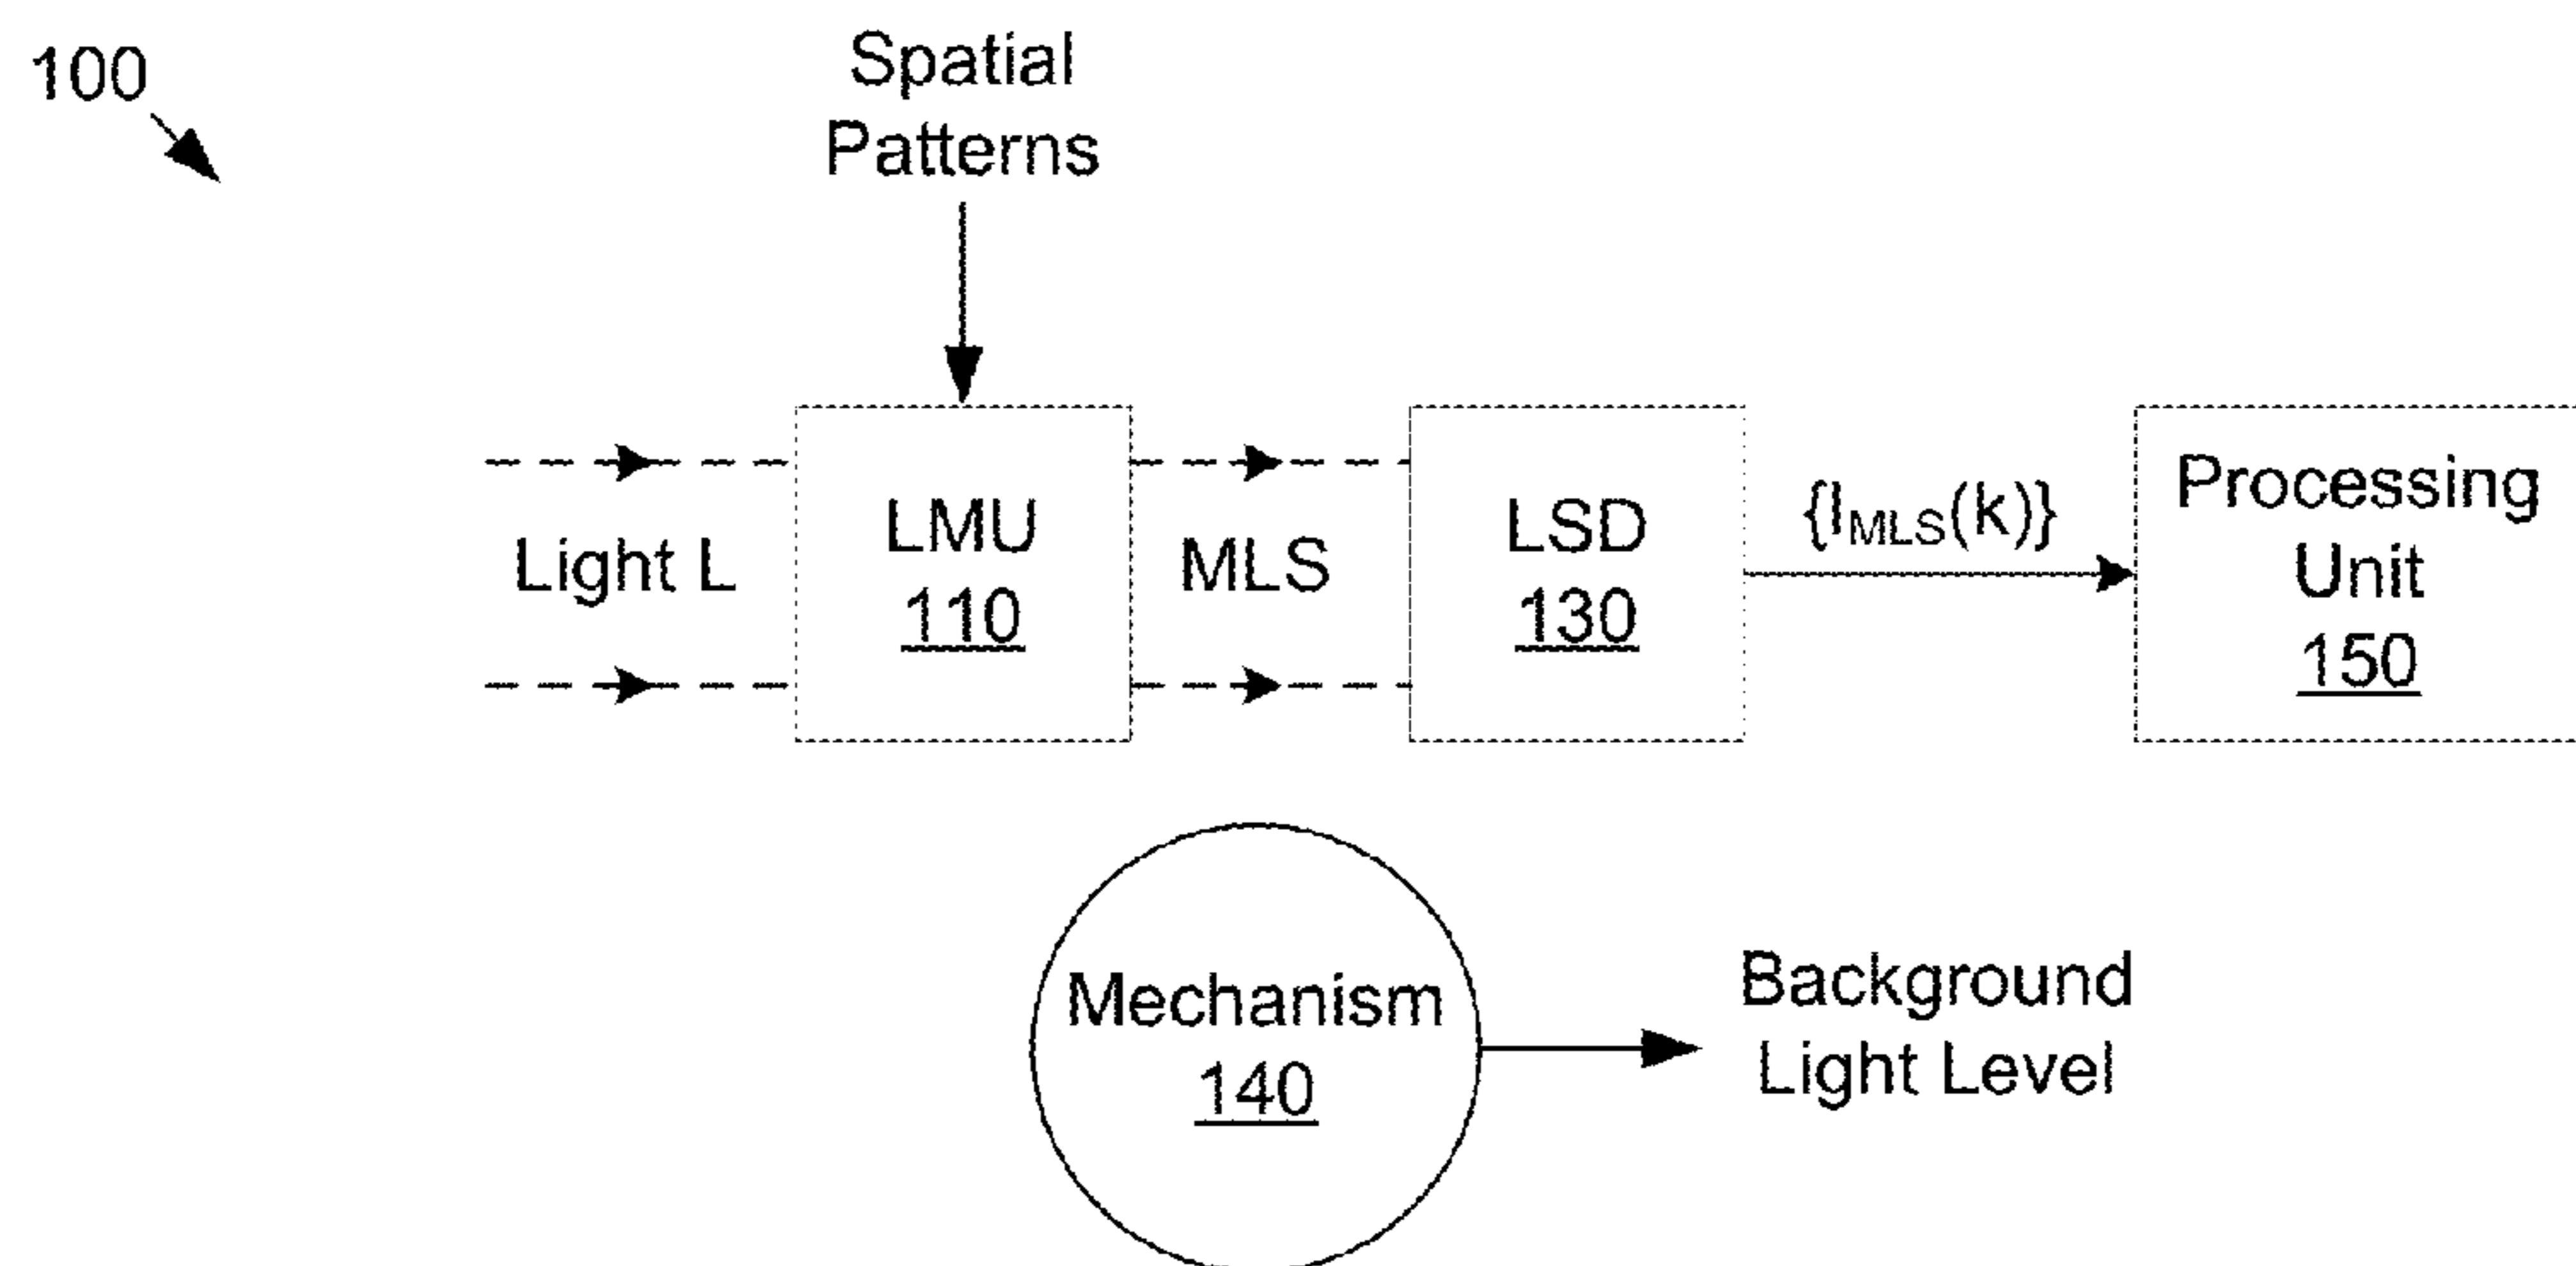 100
Spatial
Patterns
Light L
LMU
110
MLS
LSD
130
{I_MLS(k)}
Processing
Unit
150
Mechanism
140
Background
Light Level